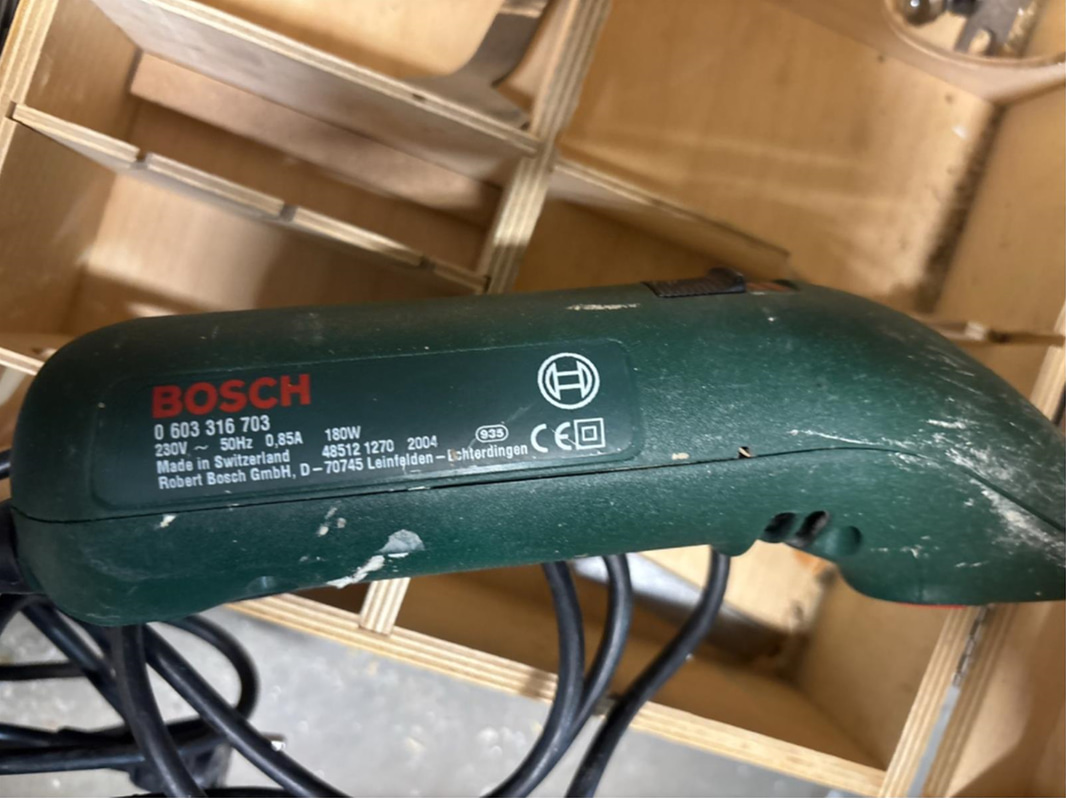 BOSCH
0 603 316 703
230V ~ 50Hz 0,85A 180W
Made in Switzerland 48512 1270 2004 935 CE
Robert Bosch GmbH, D-70745 Leinfelden-Echterdingen